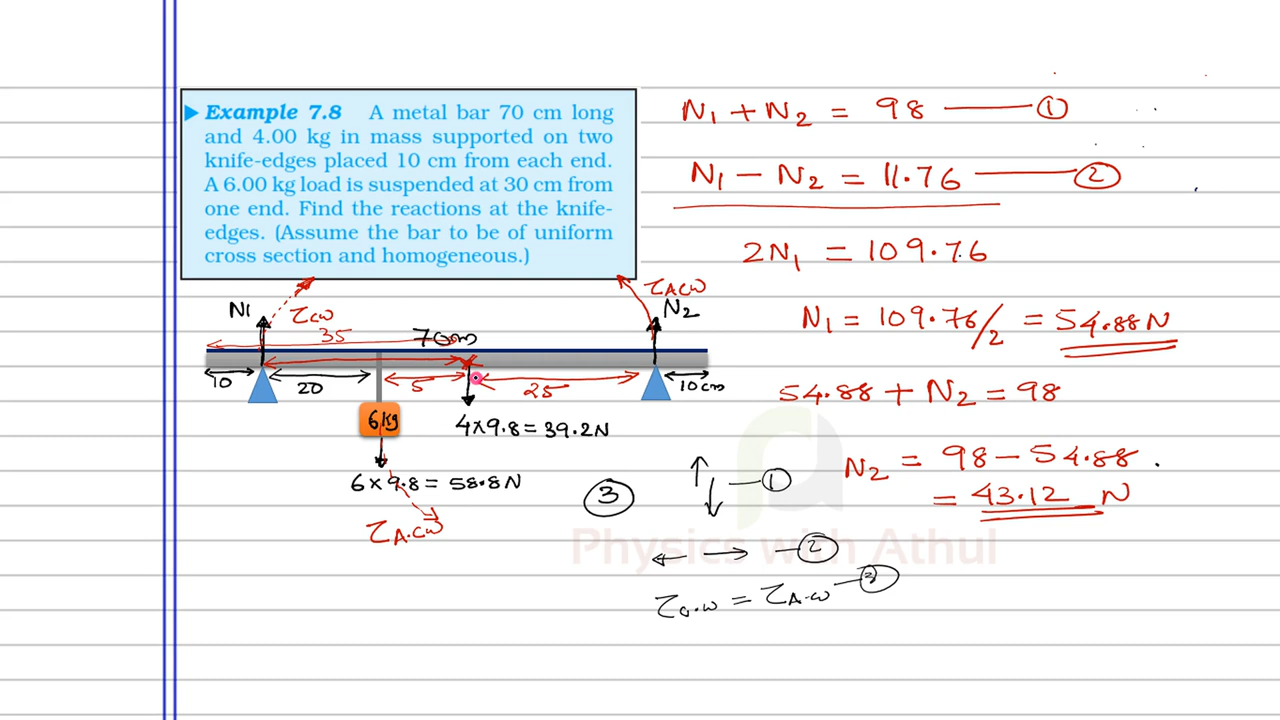 Example 7.8 A metal bar 70 cm long
and 4.00 kg in mass supported on two
knife-edges placed 10 cm from each end.
A 6.00 kg load is suspended at 30 cm from
one end. Find the reactions at the knife-
edges. (Assume the bar to be of uniform
cross section and homogeneous.)
N₁ + N₂ = 98 ①
N₁ − N₂ = 11.76 ②
2N₁ = 109.76
N₁ = 109.76/2 = 54.88 N
54.88 + N₂ = 98
N₂ = 98 − 54.88
= 43.12 N
N1
τcw
35
70cm
τACW
N₂
10
20
5
25
10cm
6kg
4×9.8 = 39.2N
6 × 9.8 = 58.8 N
τA.CW
③
①
②
τc.w = τA.w ③
Physics with Athul